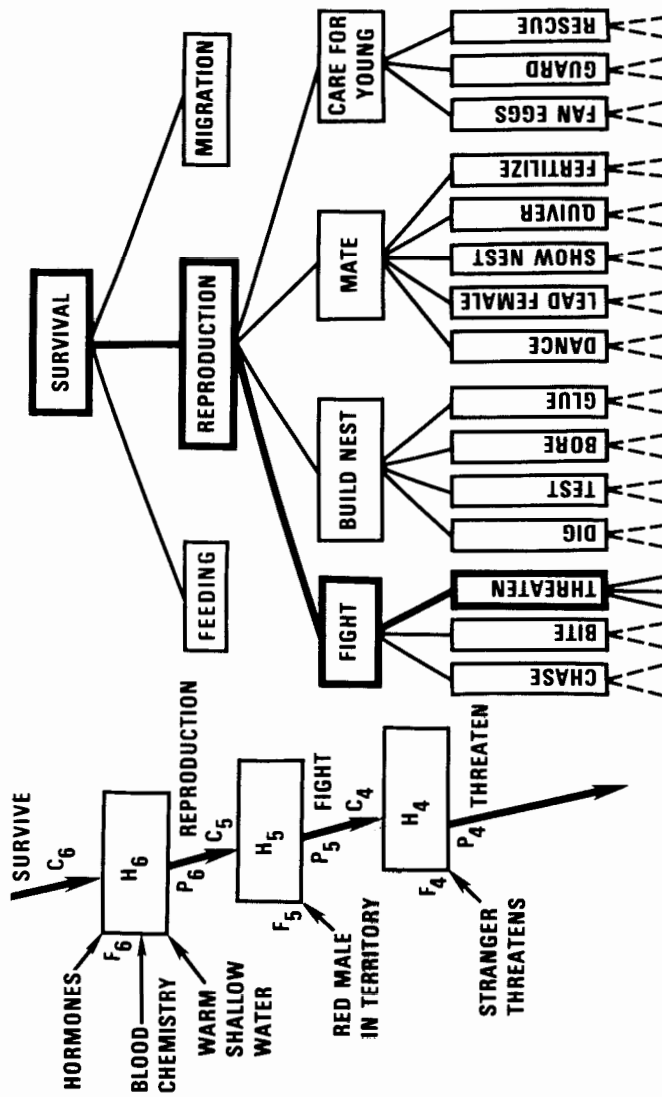 SURVIVE
C6
HORMONES
F6
H6
BLOOD
CHEMISTRY
WARM
SHALLOW
WATER
P6
REPRODUCTION
C5
H5
F5
RED MALE
IN TERRITORY
P5
FIGHT
C4
H4
F4
STRANGER
THREATENS
P4
THREATEN
SURVIVAL
FEEDING
REPRODUCTION
MIGRATION
FIGHT
BUILD NEST
MATE
CARE FOR
YOUNG
CHASE
BITE
THREATEN
DIG
TEST
BORE
GLUE
DANCE
LEAD FEMALE
SHOW NEST
QUIVER
FERTILIZE
FAN EGGS
GUARD
RESCUE